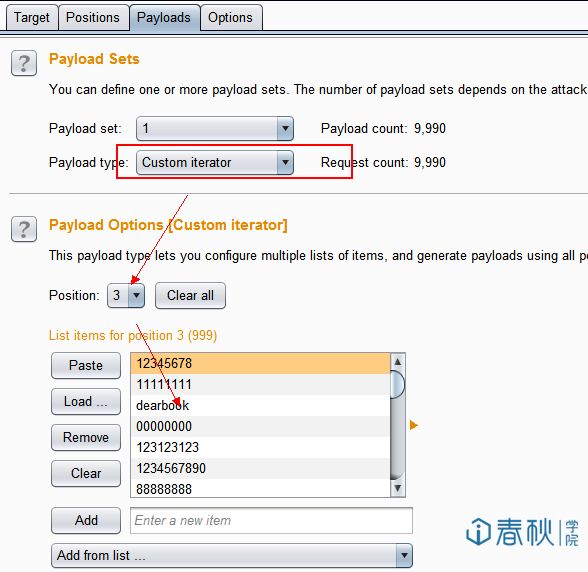 Target Positions Payloads Options
? Payload Sets
You can define one or more payload sets. The number of payload sets depends on the attack
Payload set: 1 Payload count: 9,990
Payload type: Custom iterator Request count: 9,990
? Payload Options [Custom iterator]
This payload type lets you configure multiple lists of items, and generate payloads using all
Position: 3 Clear all
List items for position 3 (999)
Paste 12345678
11111111
Load ... dearbook
00000000
Remove 123123123
1234567890
Clear 88888888
Add Enter a new item
Add from list ...
春秋 学院